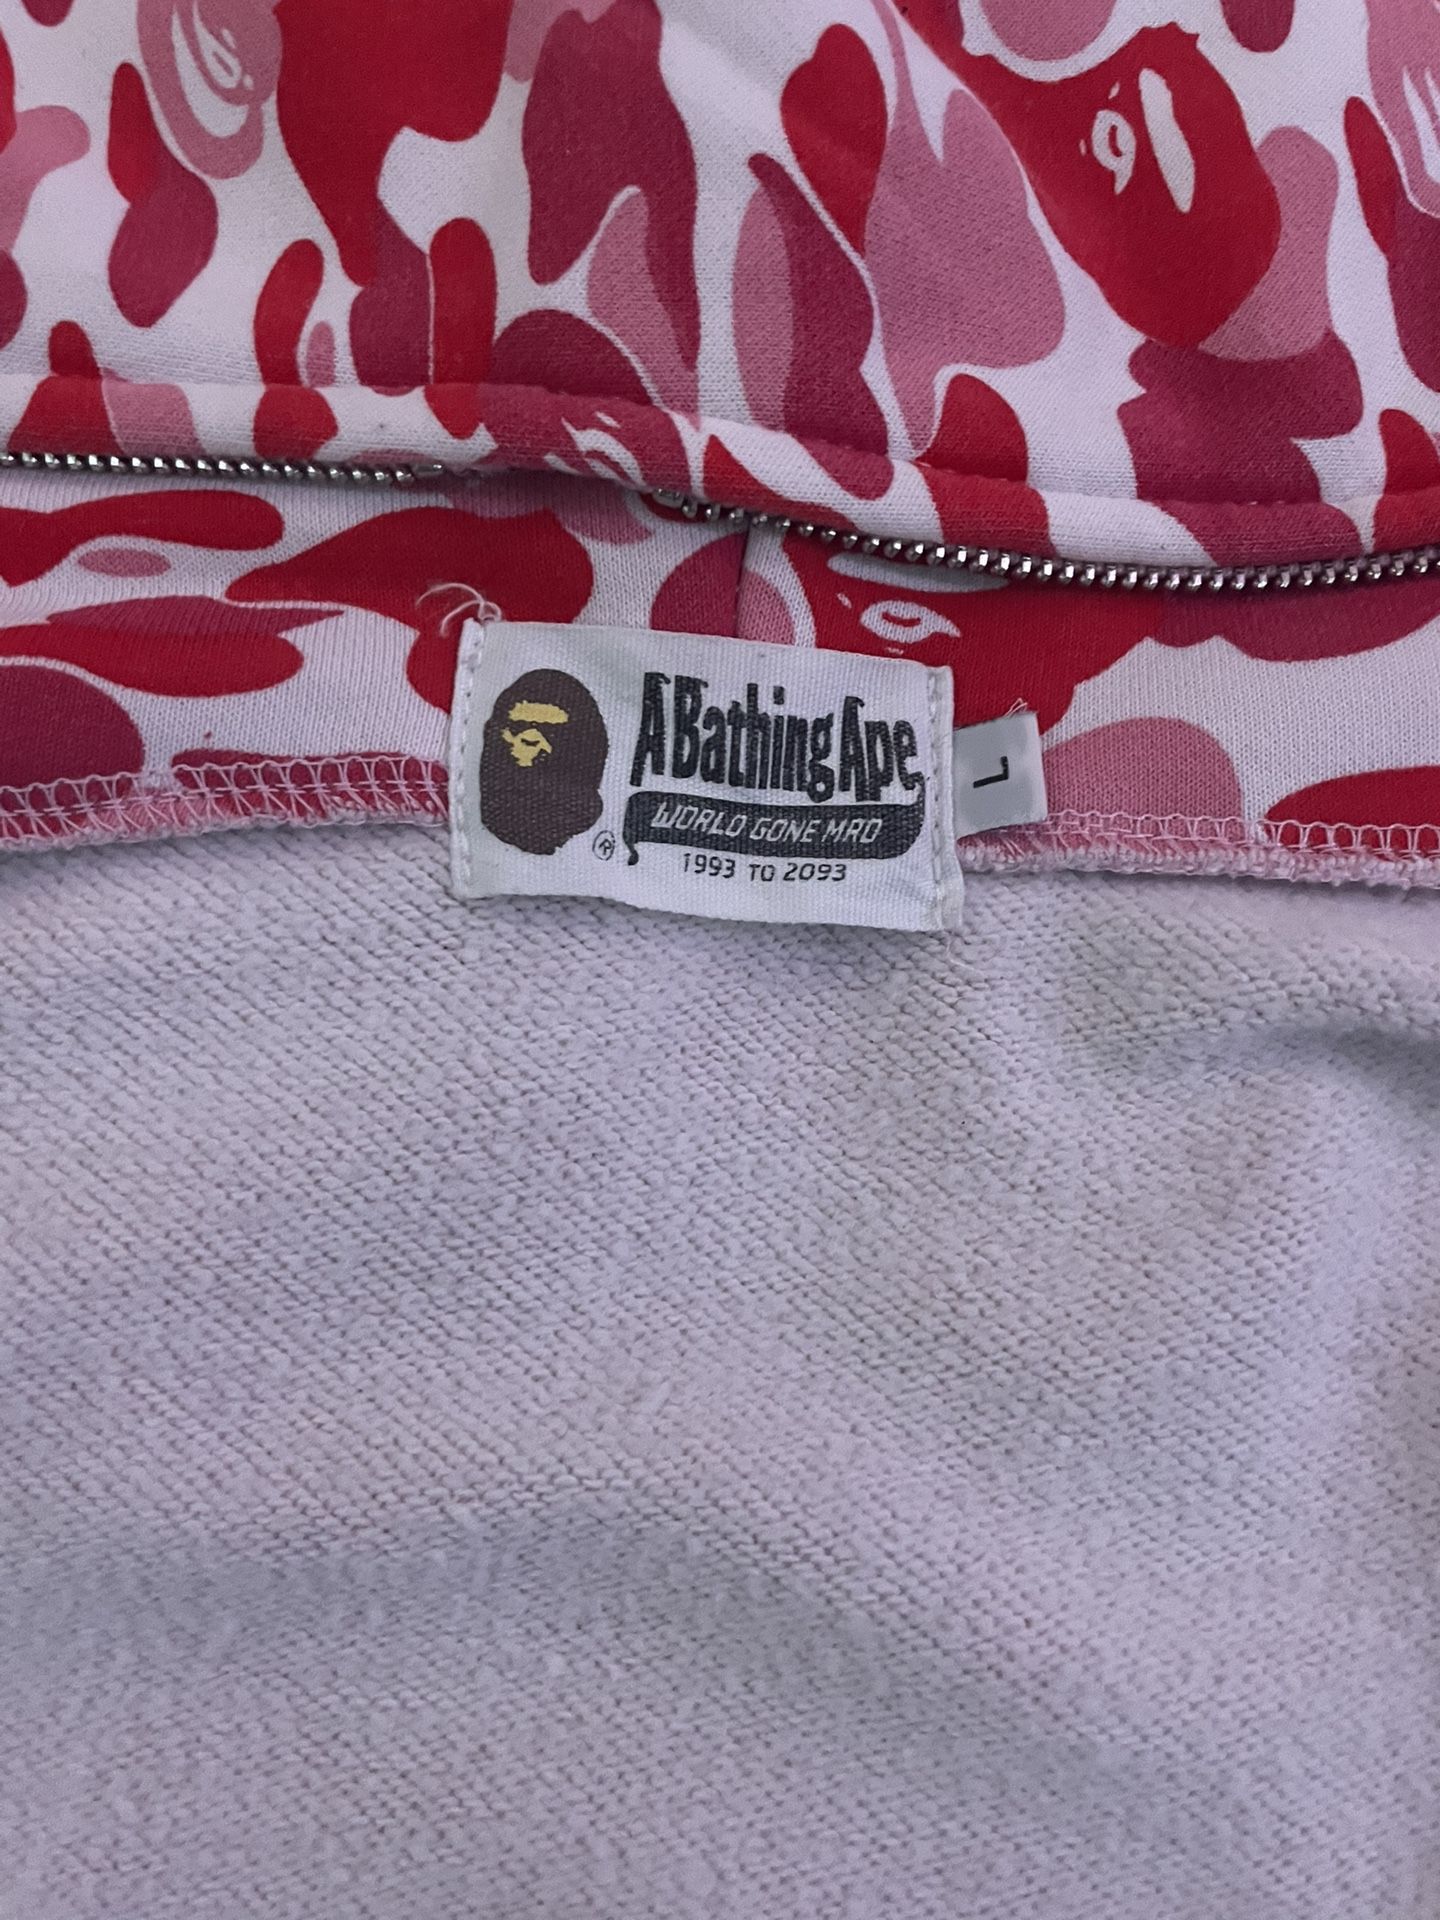 A Bathing Ape
WORLD GONE MAD
®
1993 TO 2093
L